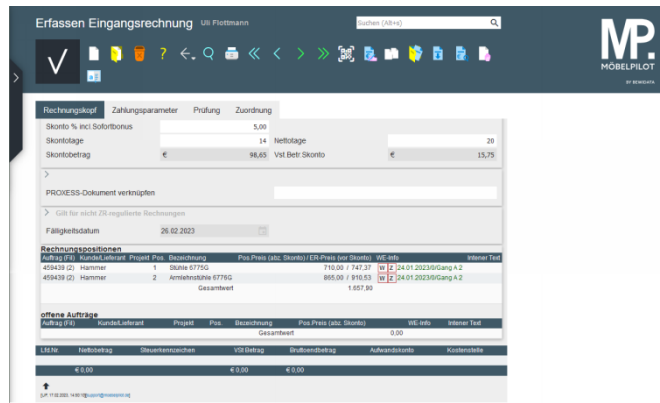 Erfassen Eingangsrechnung Uli Flottmann
Suchen (Alt+s)
MP.
MÖBELPILOT
BY BEWIDATA
Rechnungskopf Zahlungsparameter Prüfung Zuordnung
Skonto % incl.Sofortbonus 5,00
Skontotage 14 Nettotage 20
Skontobetrag € 98,65 Vst.Betr.Skonto € 15,75
PROXESS-Dokument verknüpfen
Gilt für nicht ZR-regulierte Rechnungen
Fälligkeitsdatum 26.02.2023
Rechnungspositionen
Auftrag (Fil) Kunde/Lieferant Projekt Pos. Bezeichnung Pos.Preis (abz. Skonto) / ER-Preis (vor Skonto) WE-Info Interner Text
459439 (2) Hammer 1 Stühle 6775G 710,00 / 747,37 W Z 24.01.2023/0/Gang A 2
459439 (2) Hammer 2 Armlehnstühle 6776G 865,00 / 910,53 W Z 24.01.2023/0/Gang A 2
Gesamtwert 1.657,90
offene Aufträge
Auftrag (Fil) Kunde/Lieferant Projekt Pos. Bezeichnung Pos.Preis (abz. Skonto) WE-Info Interner Text
Gesamtwert 0,00
Lfd.Nr. Nettobetrag Steuerkennzeichen VSt.Betrag Bruttoendbetrag Aufwandskonto Kostenstelle
€ 0,00 € 0,00 € 0,00